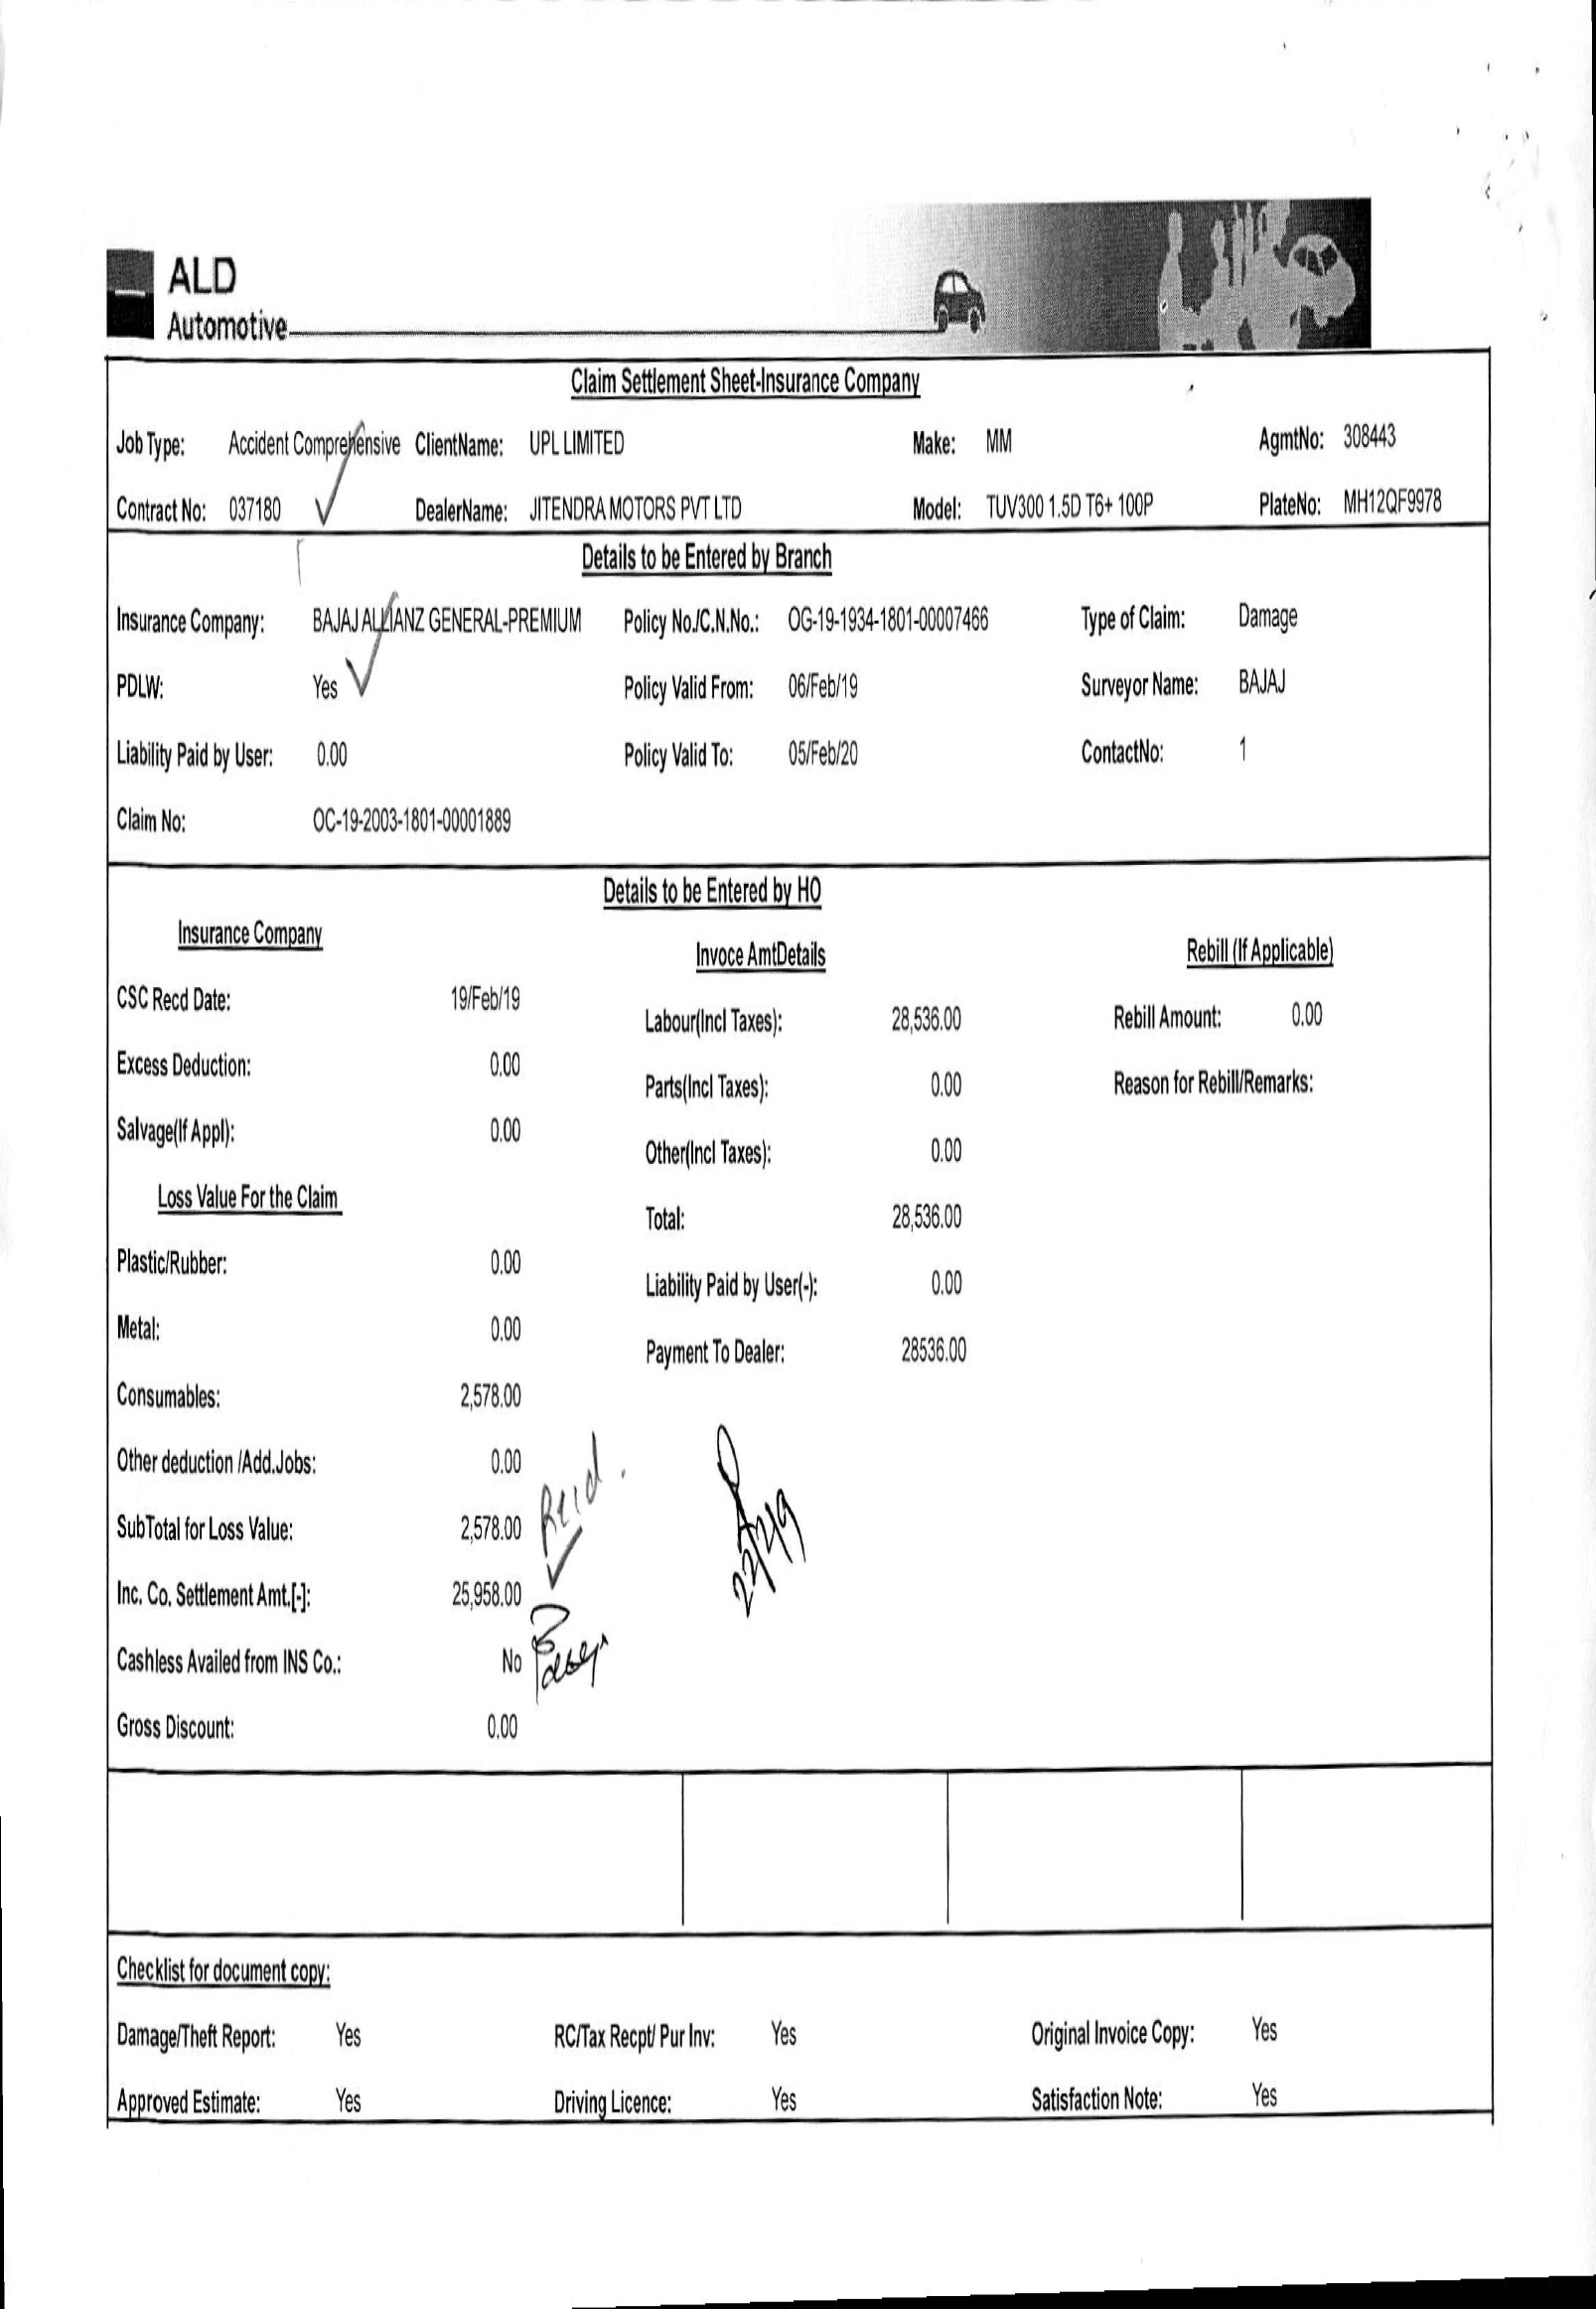 ALD
Automotive
Claim Settlement Sheet-Insurance Company
Job Type: Accident Comprehensive ClientName: UPL LIMITED Make: MM AgmtNo: 308443
Contract No: 037180 DealerName: JITENDRA MOTORS PVT LTD Model: TUV300 1.5D T6+ 100P PlateNo: MH12QF9978
Details to be Entered by Branch
Insurance Company: BAJAJ ALLIANZ GENERAL-PREMIUM Policy No./C.N.No.: OG-19-1934-1801-00007466 Type of Claim: Damage
PDLW: Yes Policy Valid From: 06/Feb/19 Surveyor Name: BAJAJ
Liability Paid by User: 0.00 Policy Valid To: 05/Feb/20 ContactNo: 1
Claim No: OC-19-2003-1801-00001889
Details to be Entered by HO
Insurance Company
CSC Recd Date: 19/Feb/19
Excess Deduction: 0.00
Salvage(If Appl): 0.00
Loss Value For the Claim
Plastic/Rubber: 0.00
Metal: 0.00
Consumables: 2,578.00
Other deduction /Add.Jobs: 0.00
SubTotal for Loss Value: 2,578.00
Inc. Co. Settlement Amt.[-]: 25,958.00
Cashless Availed from INS Co.: No
Gross Discount: 0.00
Invoce AmtDetails
Labour(Incl Taxes): 28,536.00
Parts(Incl Taxes): 0.00
Other(Incl Taxes): 0.00
Total: 28,536.00
Liability Paid by User(-): 0.00
Payment To Dealer: 28536.00
22/2/19
Rebill (If Applicable)
Rebill Amount: 0.00
Reason for Rebill/Remarks:
Checklist for document copy:
Damage/Theft Report: Yes RC/Tax Recpt/ Pur Inv: Yes Original Invoice Copy: Yes
Approved Estimate: Yes Driving Licence: Yes Satisfaction Note: Yes